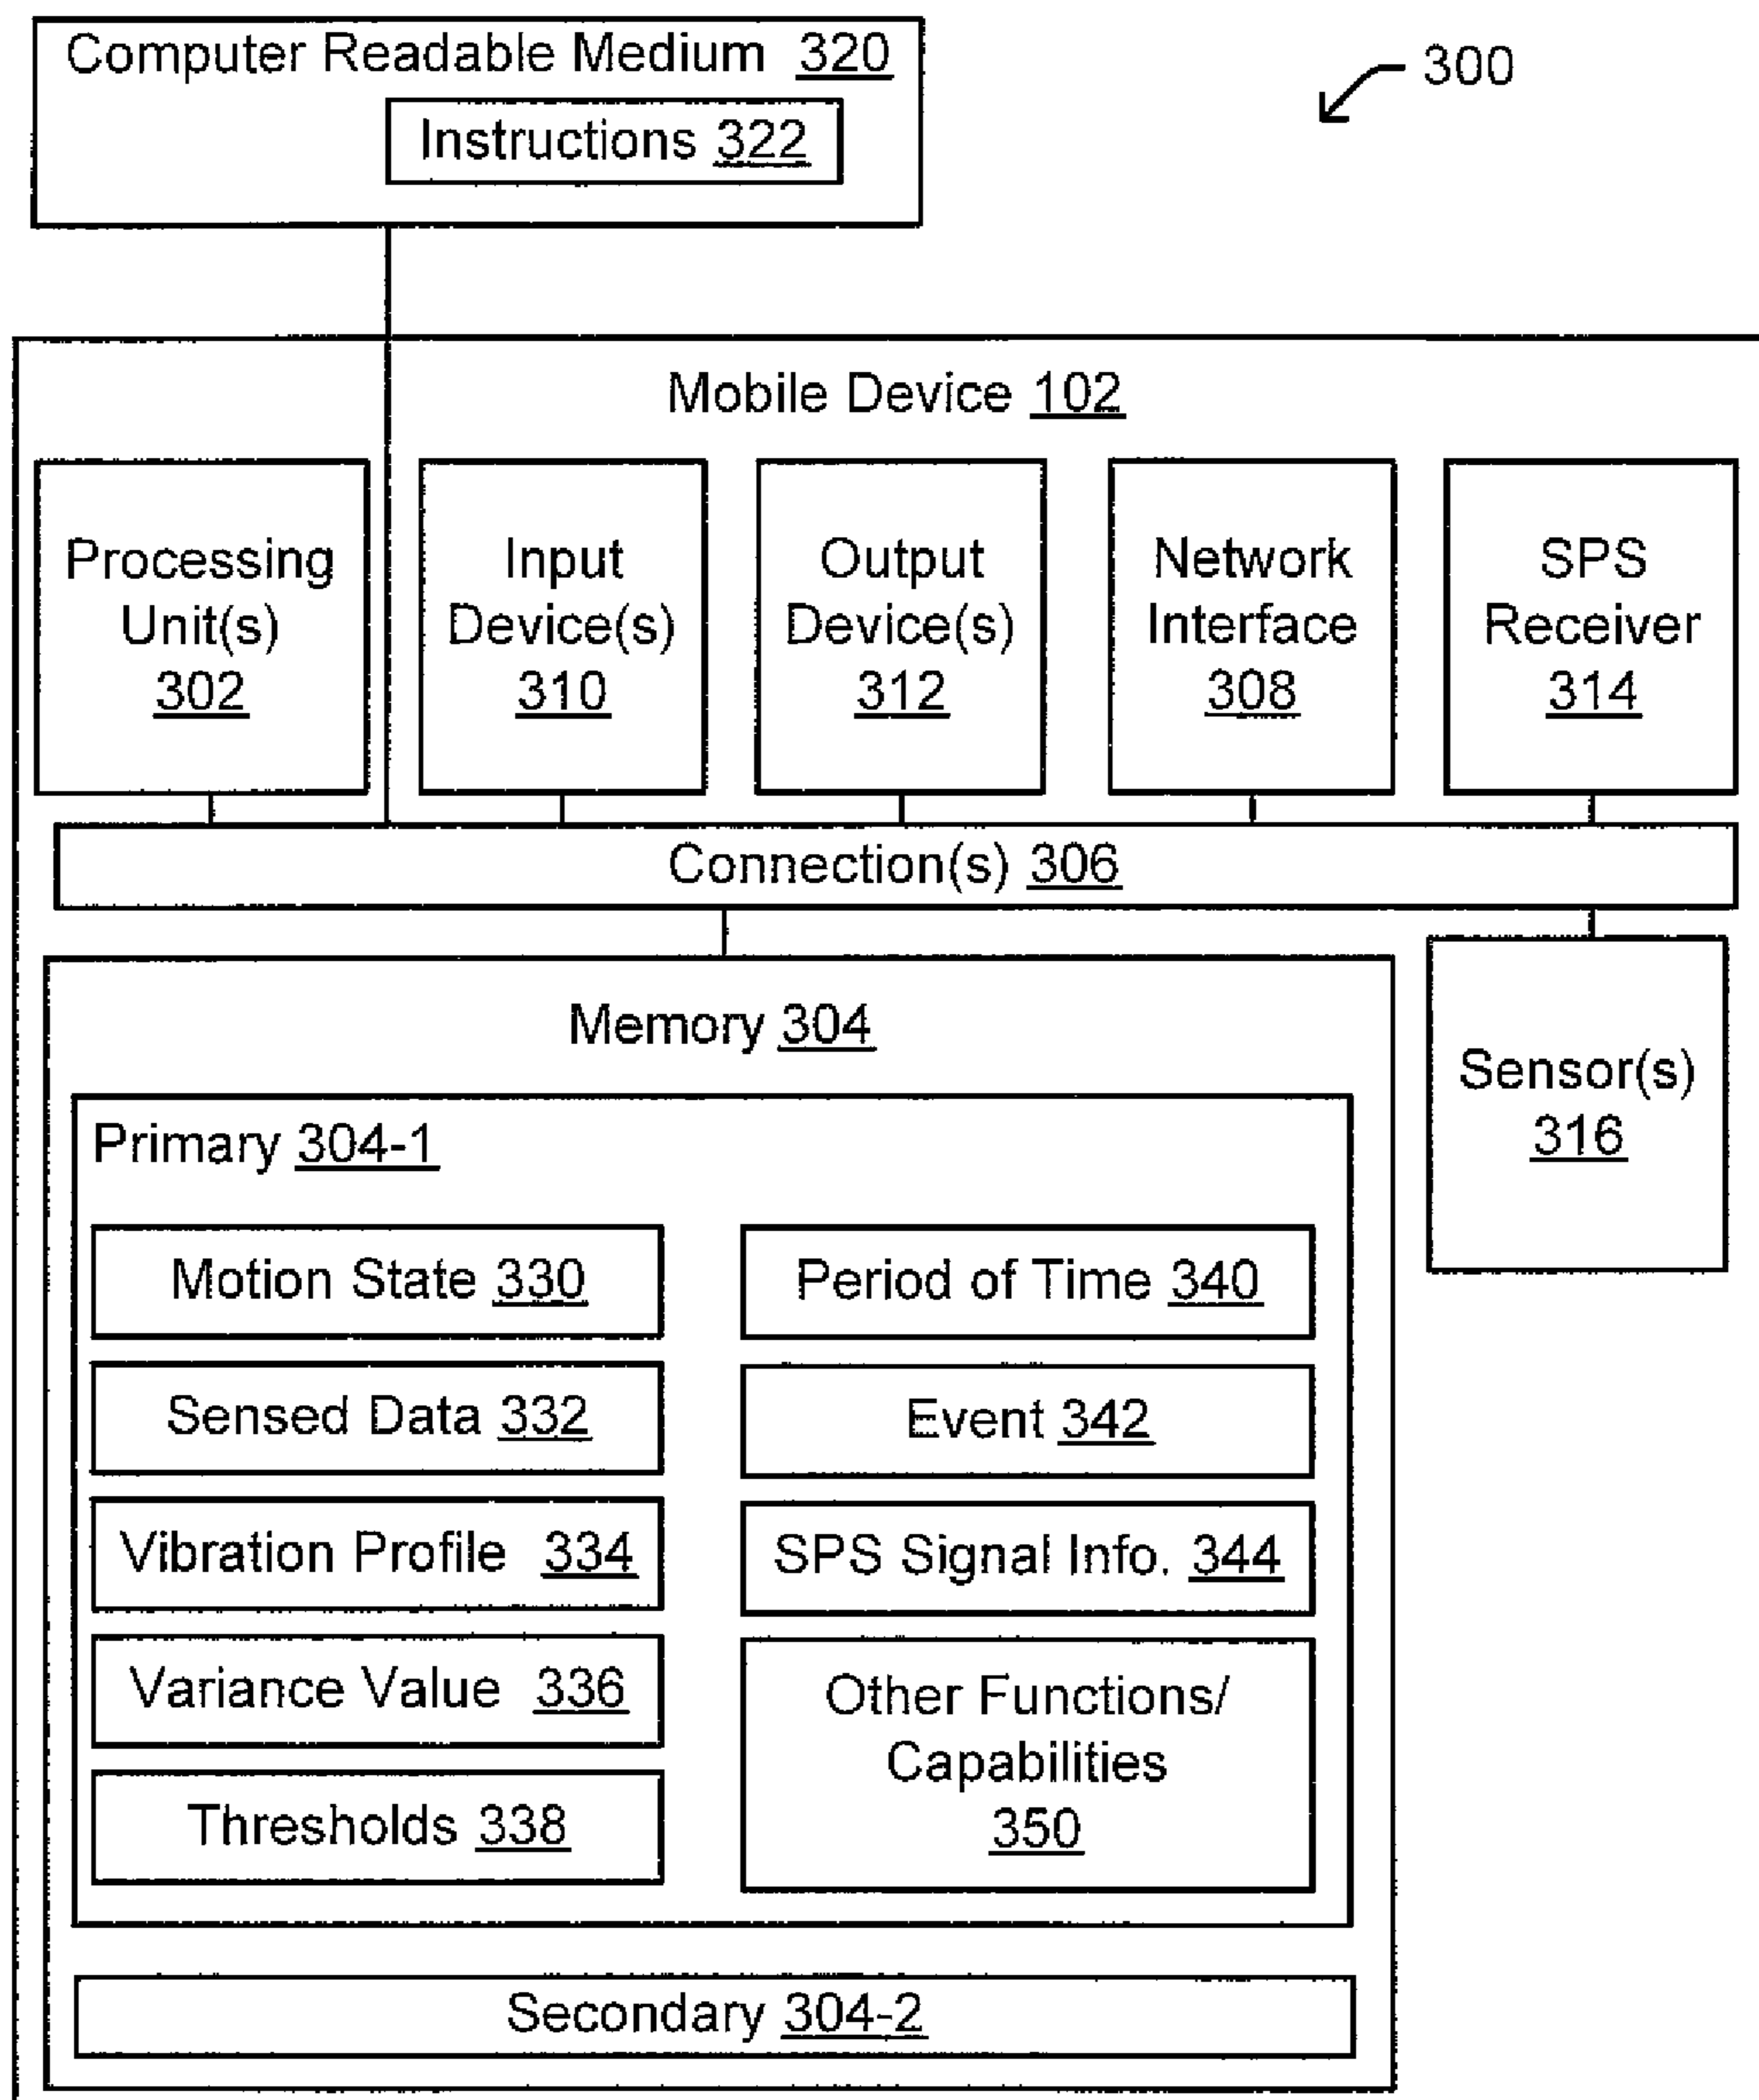 Computer Readable Medium 320
Instructions 322
300
Mobile Device 102
Processing
Unit(s)
302
Input
Device(s)
310
Output
Device(s)
312
Network
Interface
308
SPS
Receiver
314
Connection(s) 306
Memory 304
Sensor(s)
316
Primary 304-1
Motion State 330
Sensed Data 332
Vibration Profile 334
Variance Value 336
Thresholds 338
Period of Time 340
Event 342
SPS Signal Info. 344
Other Functions/
Capabilities
350
Secondary 304-2